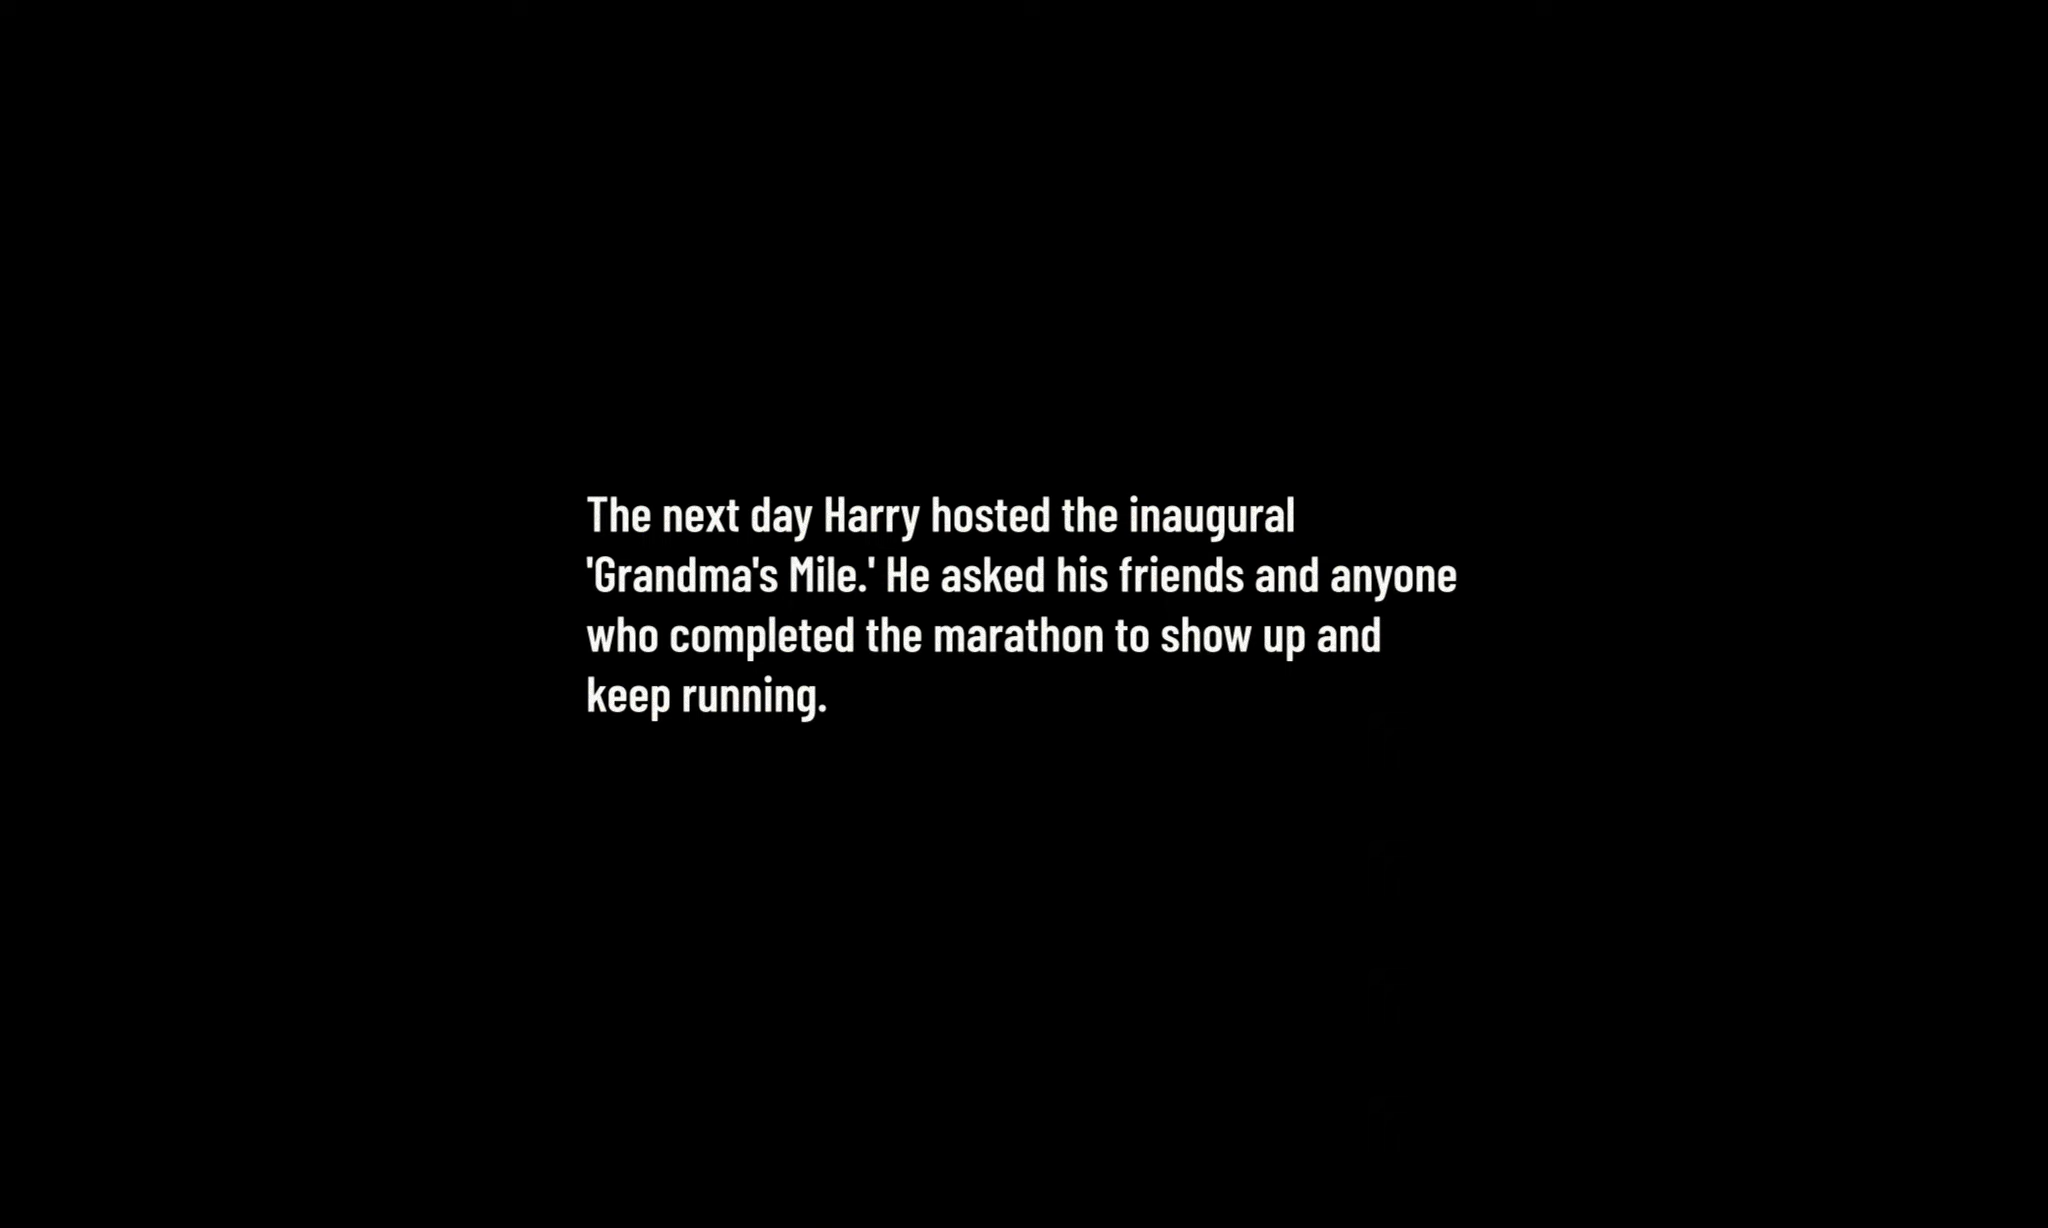 The next day Harry hosted the inaugural
'Grandma's Mile.' He asked his friends and anyone
who completed the marathon to show up and
keep running.